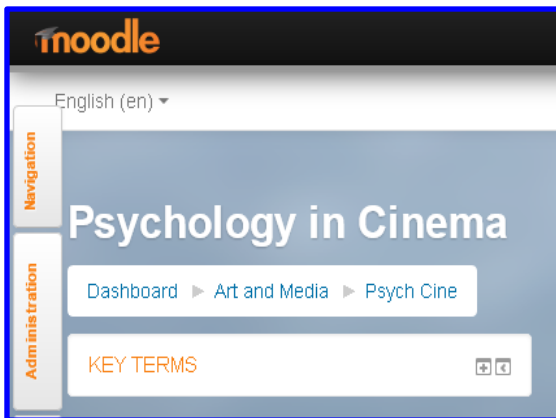 moodle
English (en)
Navigation
Psychology in Cinema
Administration
Dashboard ► Art and Media ► Psych Cine
KEY TERMS